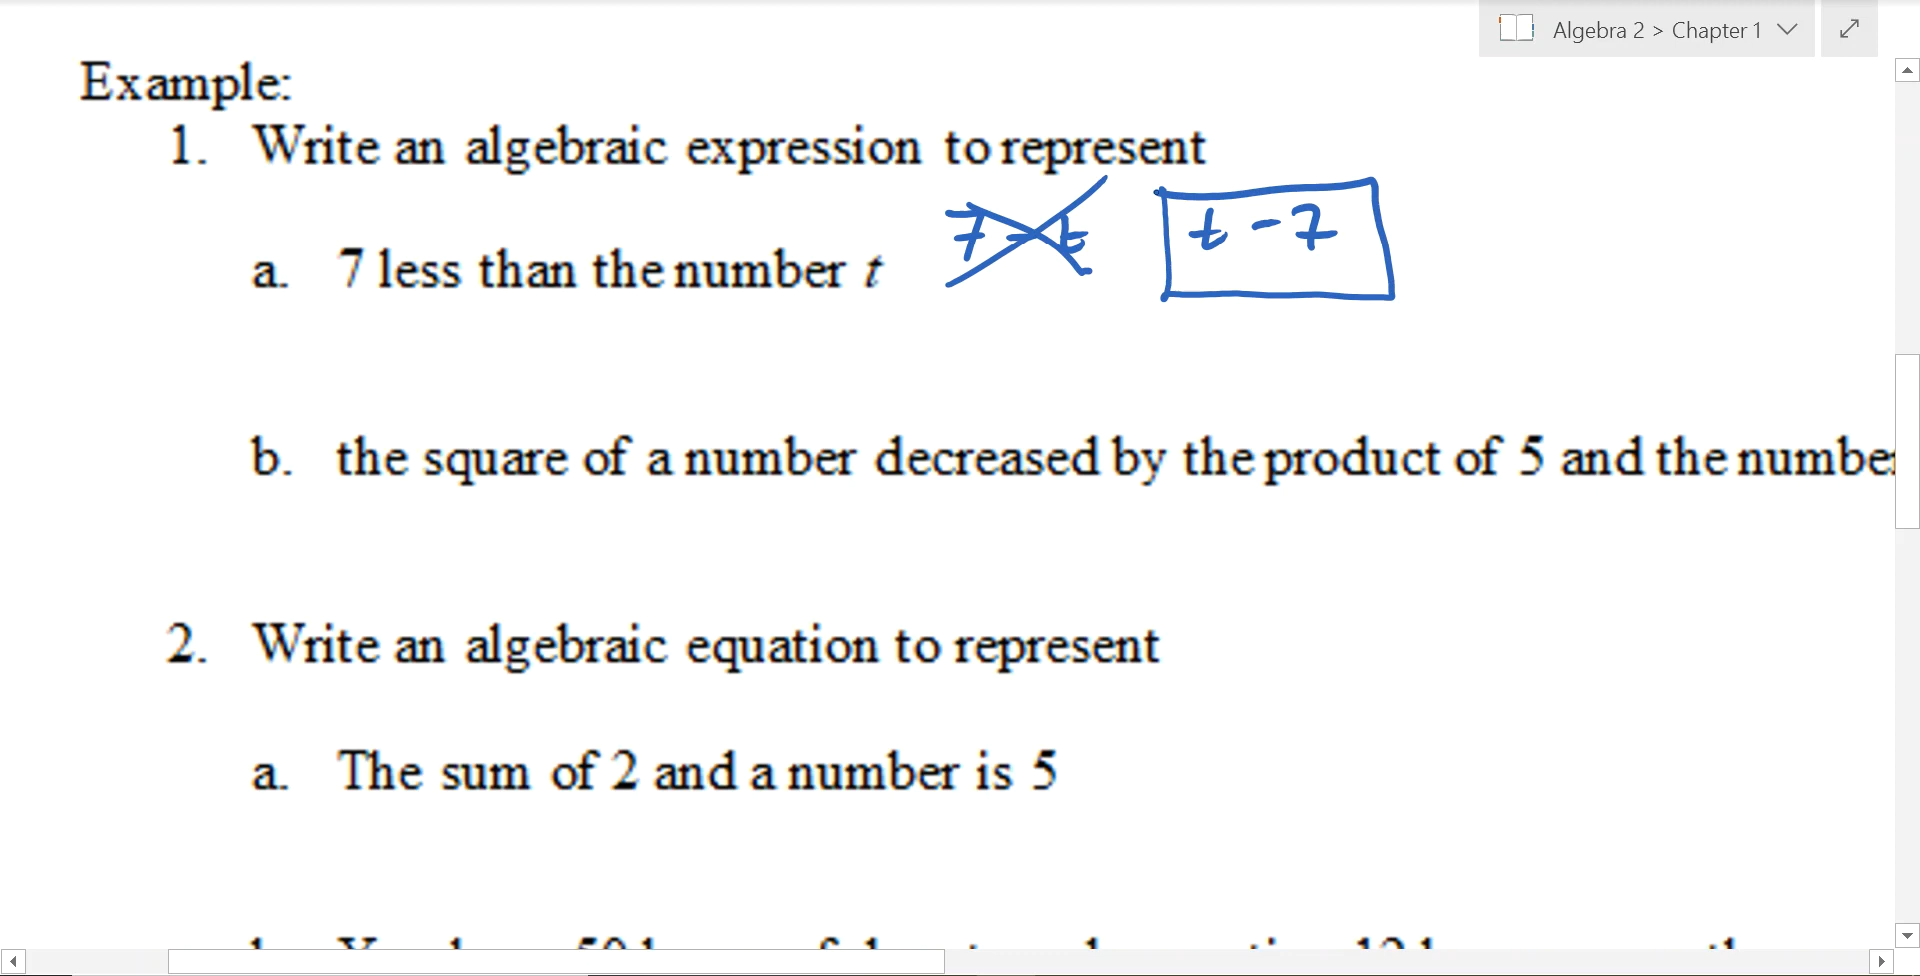 Algebra 2 > Chapter 1
Example:
1. Write an algebraic expression to represent
a. 7 less than the number t 7 - t t - 7
b. the square of a number decreased by the product of 5 and the number
2. Write an algebraic equation to represent
a. The sum of 2 and a number is 5